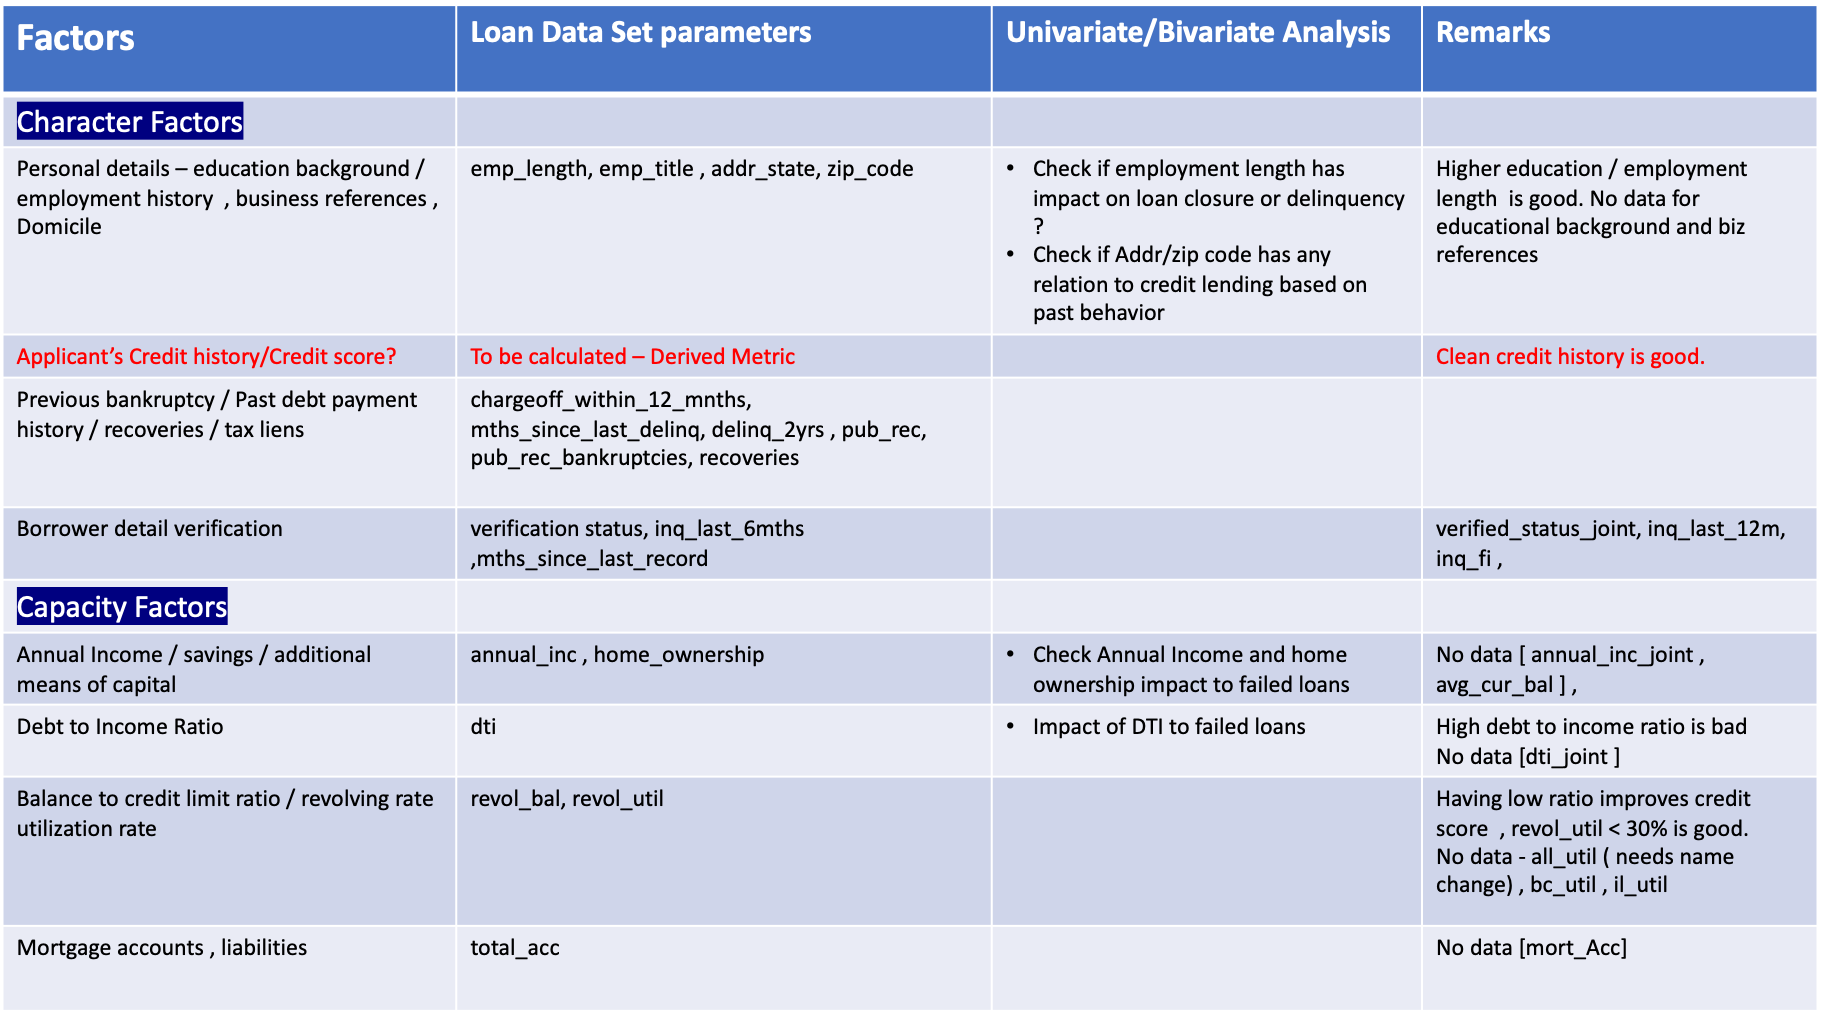 Factors
Loan Data Set parameters
Univariate/Bivariate Analysis
Remarks
Character Factors
Personal details – education background /
employment history  , business references ,
Domicile
emp_length, emp_title , addr_state, zip_code
• Check if employment length has
impact on loan closure or delinquency
?
• Check if Addr/zip code has any
relation to credit lending based on
past behavior
Higher education / employment
length  is good. No data for
educational background and biz
references
Applicant’s Credit history/Credit score?
To be calculated – Derived Metric
Clean credit history is good.
Previous bankruptcy / Past debt payment
history / recoveries / tax liens
chargeoff_within_12_mnths,
mths_since_last_delinq, delinq_2yrs , pub_rec,
pub_rec_bankruptcies, recoveries
Borrower detail verification
verification status, inq_last_6mths
,mths_since_last_record
verified_status_joint, inq_last_12m,
inq_fi ,
Capacity Factors
Annual Income / savings / additional
means of capital
annual_inc , home_ownership
• Check Annual Income and home
ownership impact to failed loans
No data [ annual_inc_joint ,
avg_cur_bal ] ,
Debt to Income Ratio
dti
• Impact of DTI to failed loans
High debt to income ratio is bad
No data [dti_joint ]
Balance to credit limit ratio / revolving rate
utilization rate
revol_bal, revol_util
Having low ratio improves credit
score  , revol_util < 30% is good.
No data - all_util ( needs name
change) , bc_util , il_util
Mortgage accounts , liabilities
total_acc
No data [mort_Acc]